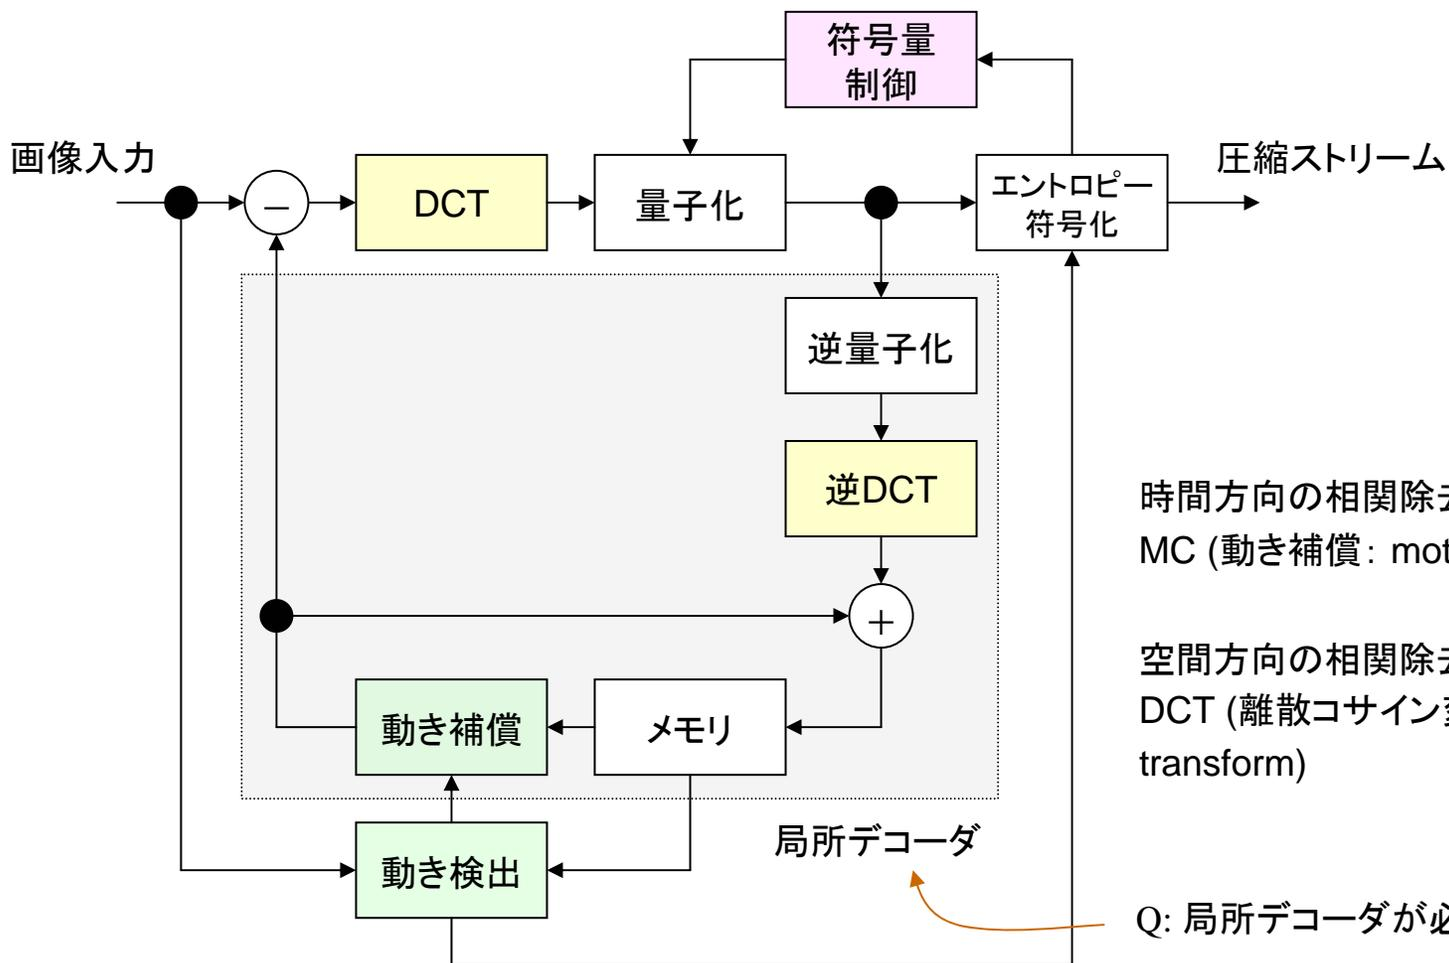 符号量
制御
画像入力
−
DCT
量子化
エントロピー
符号化
圧縮ストリーム
逆量子化
逆DCT
+
動き補償
メモリ
動き検出
局所デコーダ
時間方向の相関除
MC (動き補償: mot
空間方向の相関除
DCT (離散コサイン
transform)
Q: 局所デコーダが必